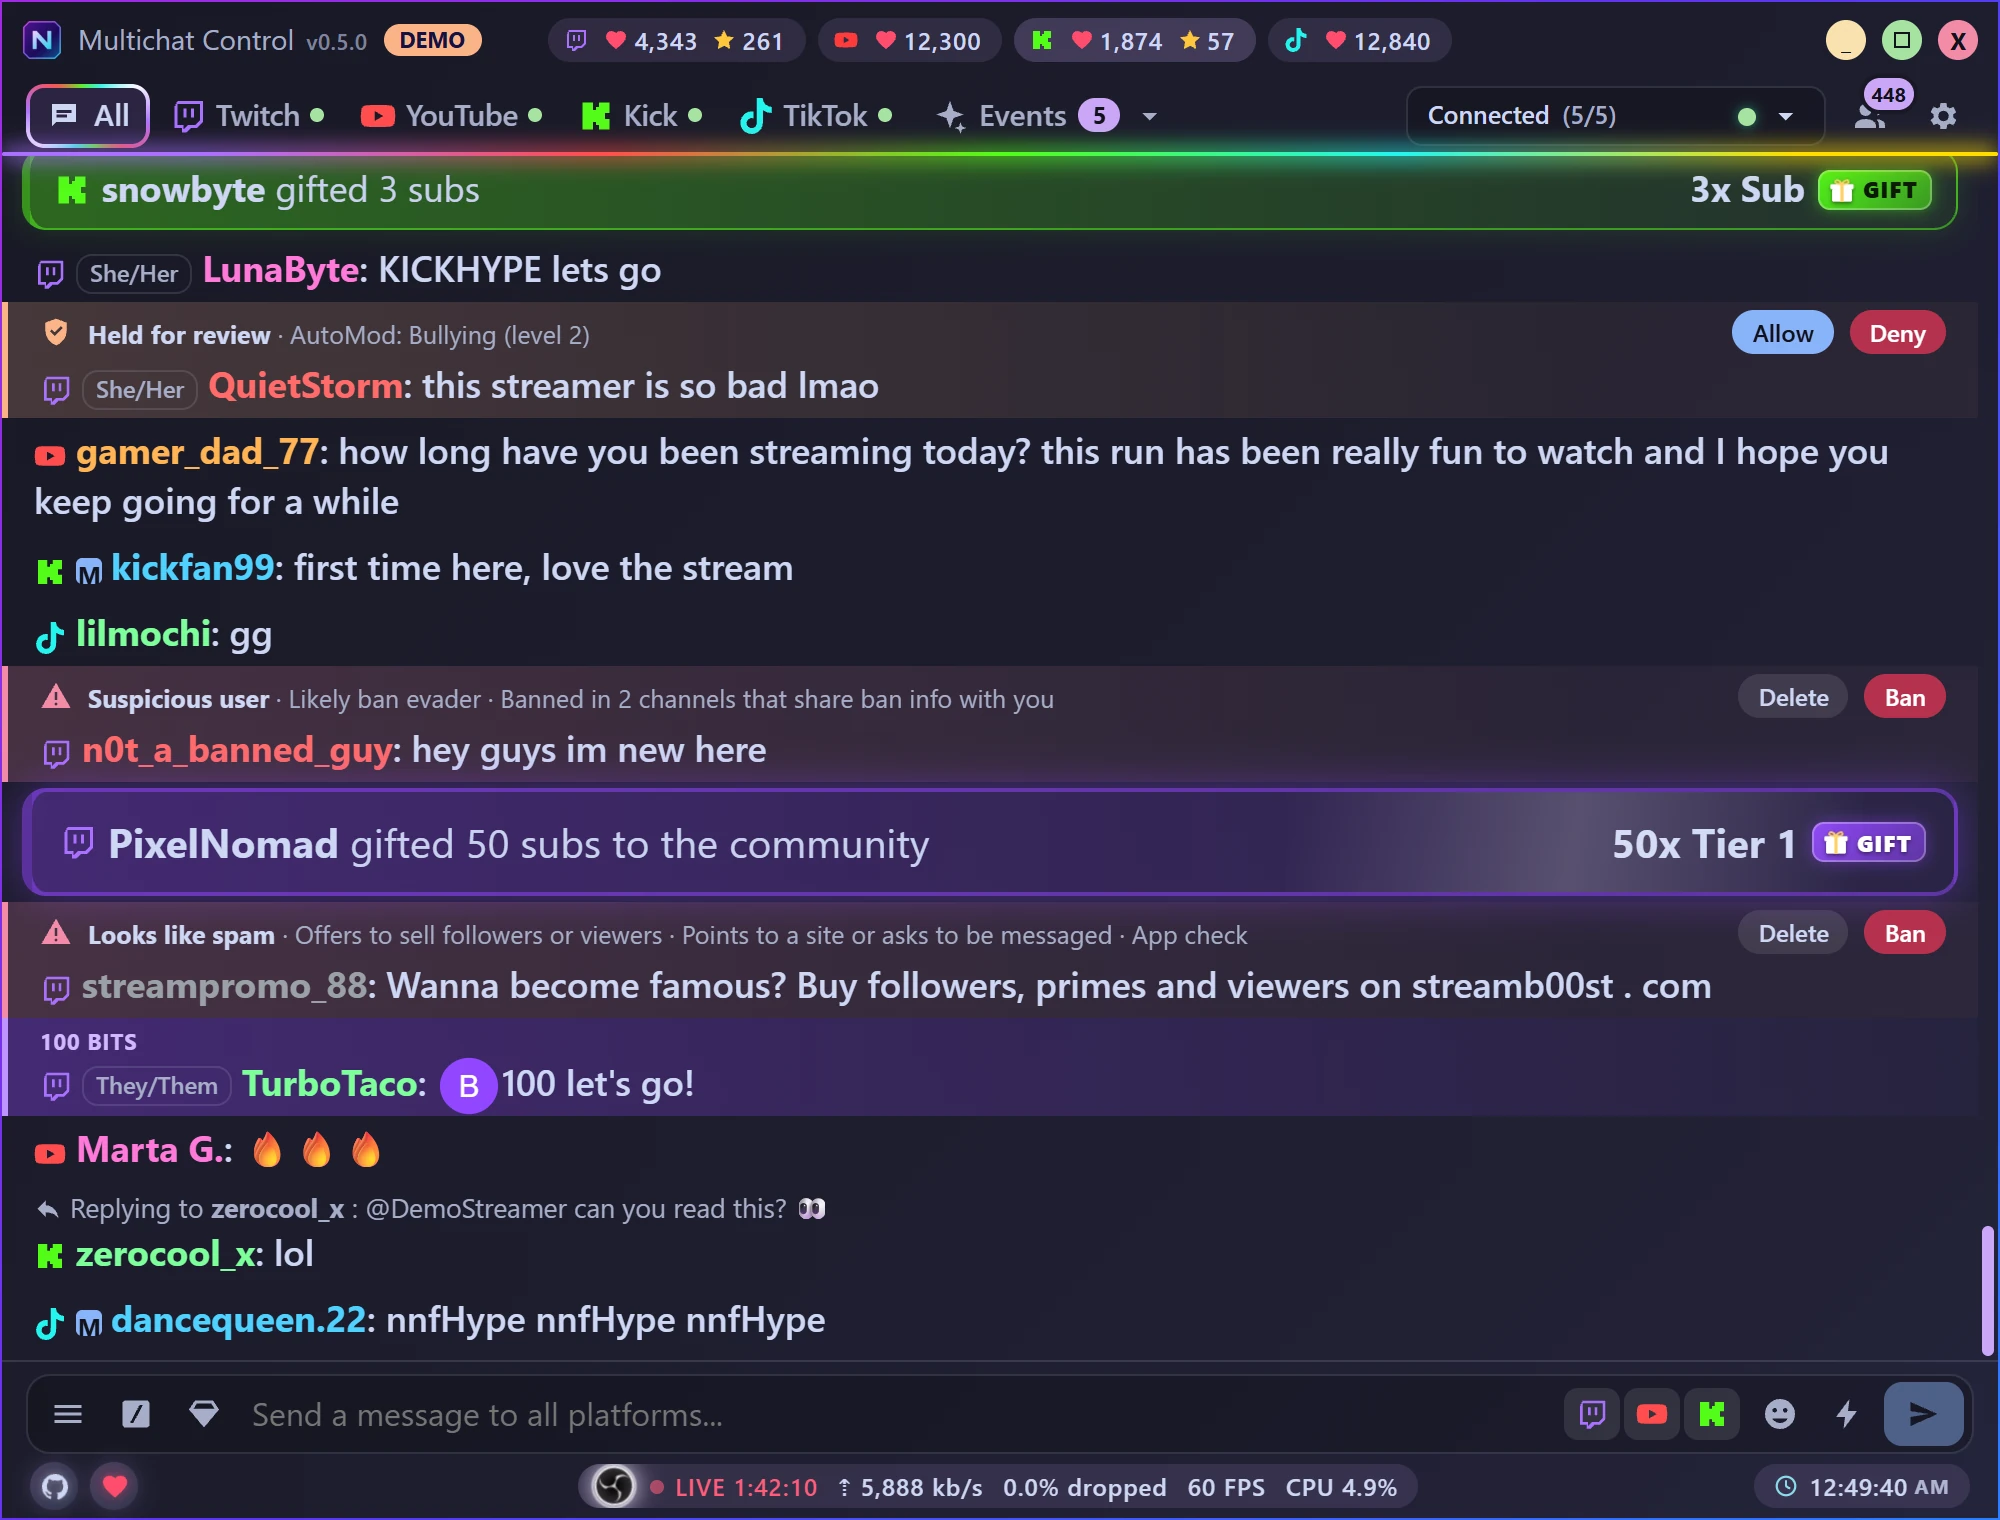 N Multichat Control v0.5.0 DEMO 4,343 261 12,300 1,874 57 12,840 _ X
All Twitch YouTube Kick TikTok Events 5 Connected (5/5) 448
snowbyte gifted 3 subs 3x Sub GIFT
She/Her LunaByte: KICKHYPE lets go
Held for review · AutoMod: Bullying (level 2) Allow Deny
She/Her QuietStorm: this streamer is so bad lmao
gamer_dad_77: how long have you been streaming today? this run has been really fun to watch and I hope you
keep going for a while
M kickfan99: first time here, love the stream
lilmochi: gg
Suspicious user · Likely ban evader · Banned in 2 channels that share ban info with you Delete Ban
n0t_a_banned_guy: hey guys im new here
PixelNomad gifted 50 subs to the community 50x Tier 1 GIFT
Looks like spam · Offers to sell followers or viewers · Points to a site or asks to be messaged · App check Delete Ban
streampromo_88: Wanna become famous? Buy followers, primes and viewers on streamb00st . com
100 BITS
They/Them TurboTaco: B 100 let's go!
Marta G.: 🔥 🔥 🔥
Replying to zerocool_x : @DemoStreamer can you read this? 👀
zerocool_x: lol
M dancequeen.22: nnfHype nnfHype nnfHype
Send a message to all platforms...
LIVE 1:42:10 5,888 kb/s 0.0% dropped 60 FPS CPU 4.9% 12:49:40 AM